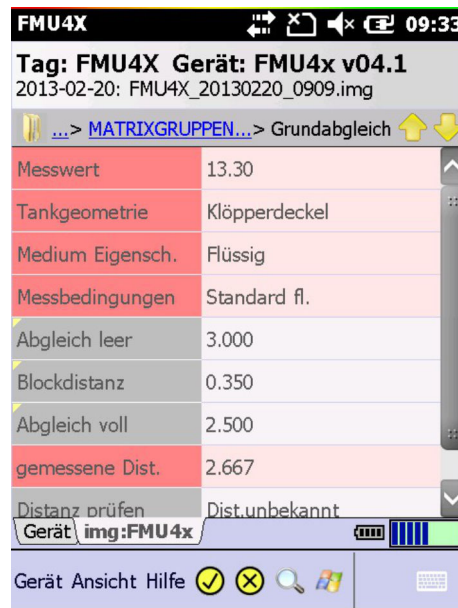 FMU4X 09:33
Tag: FMU4X Gerät: FMU4x v04.1
2013-02-20: FMU4X_20130220_0909.img
...> MATRIXGRUPPEN...> Grundabgleich
Messwert 13.30
Tankgeometrie Klöpperdeckel
Medium Eigensch. Flüssig
Messbedingungen Standard fl.
Abgleich leer 3.000
Blockdistanz 0.350
Abgleich voll 2.500
gemessene Dist. 2.667
Distanz prüfen Dist.unbekannt
Gerät img:FMU4x
Gerät Ansicht Hilfe